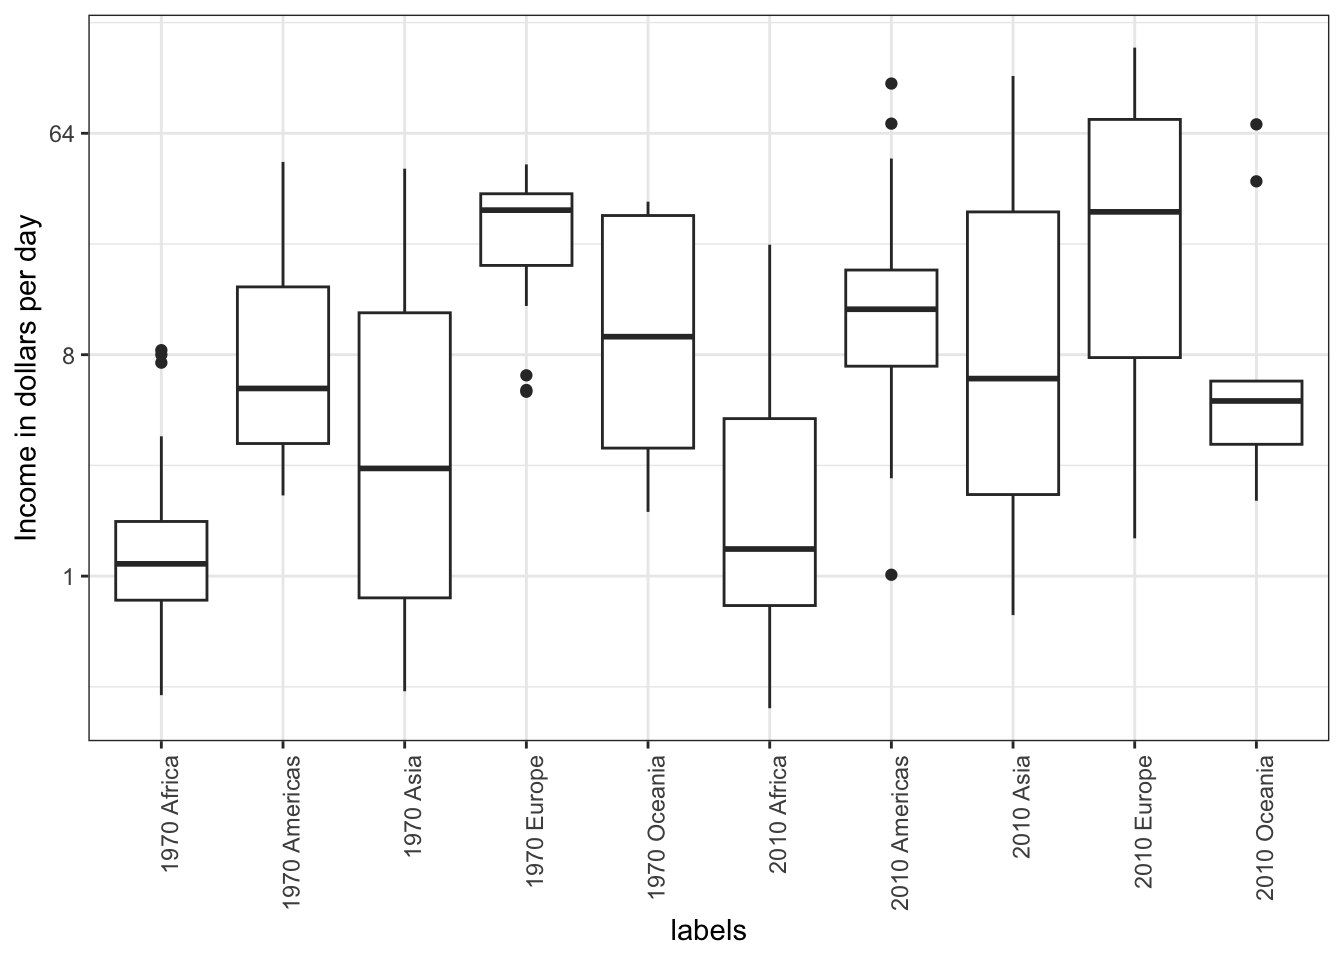 Income in dollars per day
64
8
1
1970 Africa
1970 Americas
1970 Asia
1970 Europe
1970 Oceania
2010 Africa
2010 Americas
2010 Asia
2010 Europe
2010 Oceania
labels